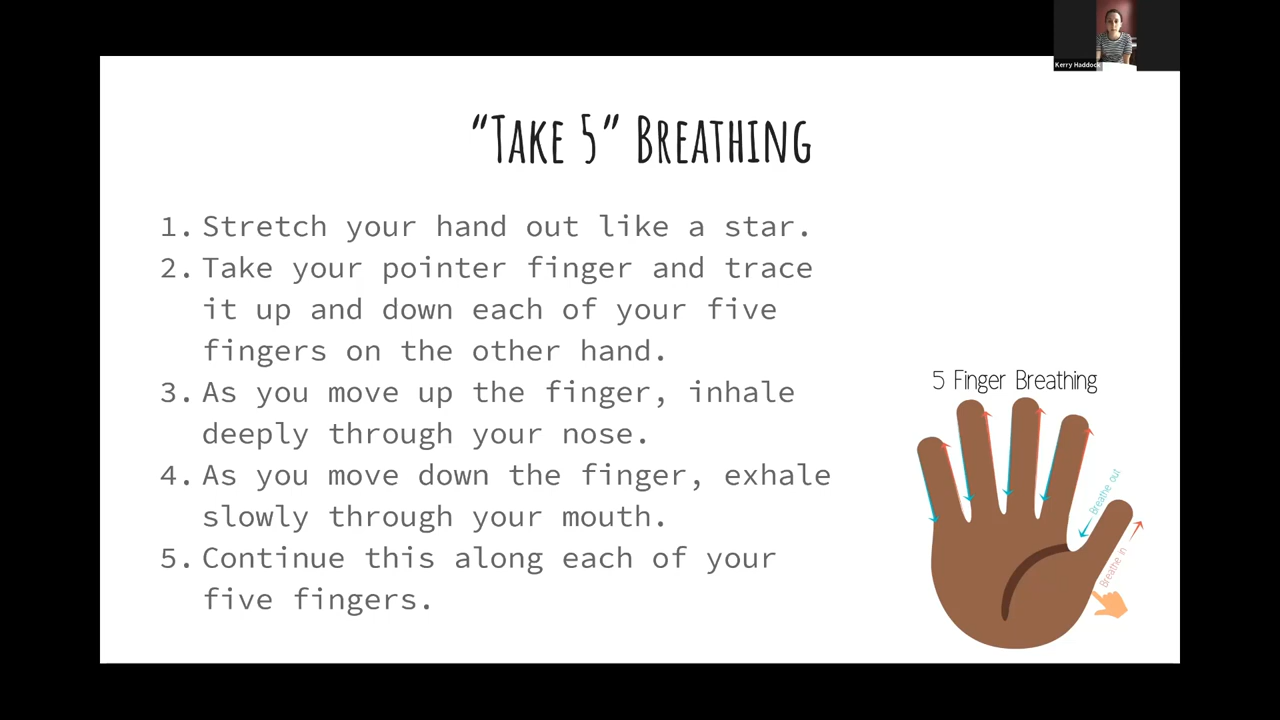 Kerry Haddock
“Take 5” Breathing
1. Stretch your hand out like a star.
2. Take your pointer finger and trace
it up and down each of your five
fingers on the other hand.
3. As you move up the finger, inhale
deeply through your nose.
4. As you move down the finger, exhale
slowly through your mouth.
5. Continue this along each of your
five fingers.
5 Finger Breathing
Breathe out
Breathe in